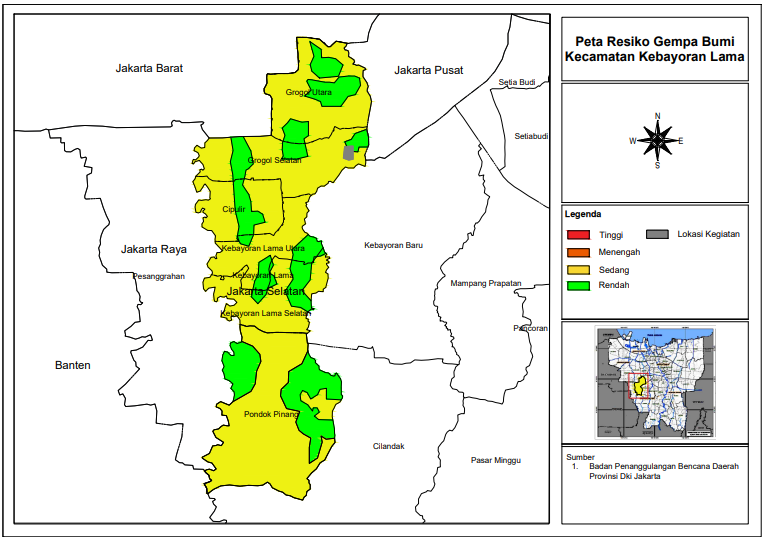 Jakarta Barat
Jakarta Pusat
Setia Budi
Grogol Utara
Setiabudi
Grogol Selatan
Cipulir
Jakarta Raya
Kebayoran Lama Utara
Kebayoran Baru
Pesanggrahan
Kebayoran Lama
Mampang Prapatan
Jakarta Selatan
Kebayoran Lama Selatan
Pancoran
Banten
Pondok Pinang
Cilandak
Pasar Minggu
Peta Resiko Gempa Bumi
Kecamatan Kebayoran Lama
N
W
E
S
Legenda
Tinggi
Lokasi Kegiatan
Menengah
Sedang
Rendah
Sumber
1. Badan Penanggulangan Bencana Daerah
Provinsi Dki Jakarta